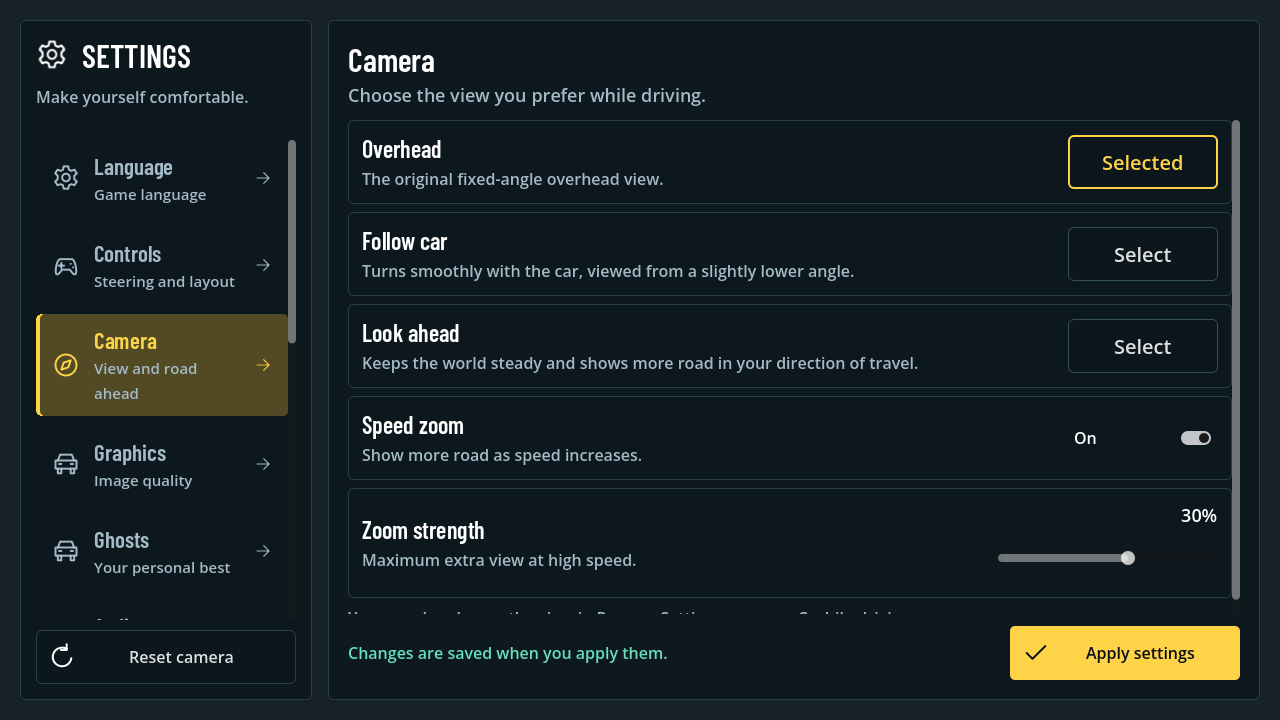 SETTINGS
Make yourself comfortable.
Language
Game language
Controls
Steering and layout
Camera
View and road
ahead
Graphics
Image quality
Ghosts
Your personal best
Reset camera
Camera
Choose the view you prefer while driving.
Overhead
The original fixed-angle overhead view.
Selected
Follow car
Turns smoothly with the car, viewed from a slightly lower angle.
Select
Look ahead
Keeps the world steady and shows more road in your direction of travel.
Select
Speed zoom
Show more road as speed increases.
On
Zoom strength
Maximum extra view at high speed.
30%
Changes are saved when you apply them.
Apply settings